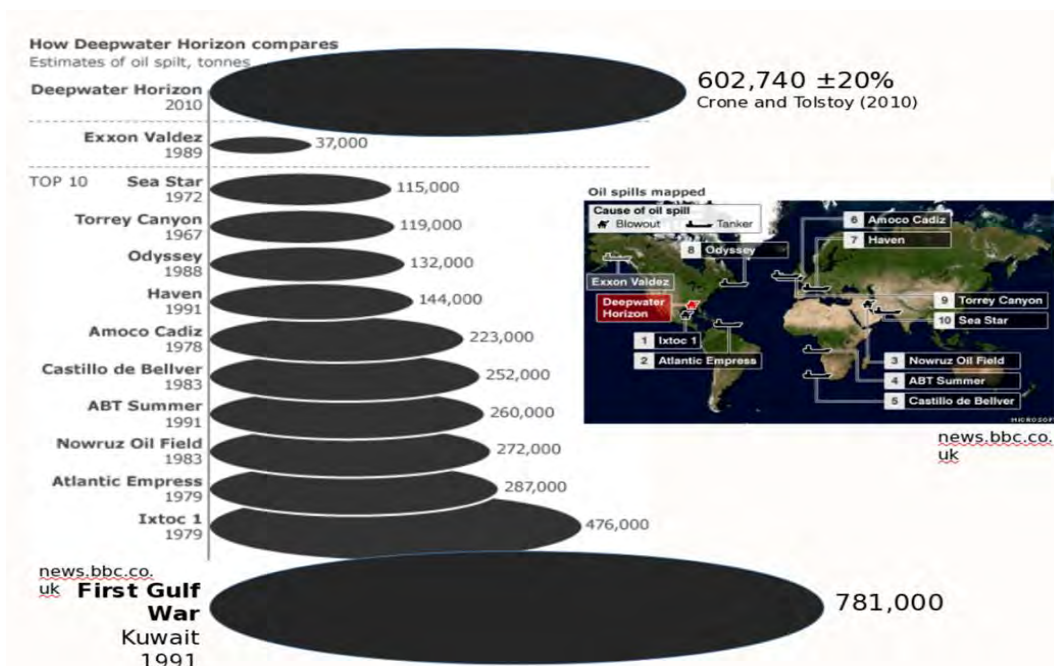 How Deepwater Horizon compares
Estimates of oil spilt, tonnes
Deepwater Horizon
2010
602,740 ±20%
Crone and Tolstoy (2010)
Exxon Valdez
1989
37,000
TOP 10
Sea Star
1972
115,000
Torrey Canyon
1967
119,000
Odyssey
1988
132,000
Haven
1991
144,000
Amoco Cadiz
1978
223,000
Castillo de Bellver
1983
252,000
ABT Summer
1991
260,000
Nowruz Oil Field
1983
272,000
Atlantic Empress
1979
287,000
Ixtoc 1
1979
476,000
news.bbc.co.
uk
First Gulf
War
Kuwait
1991
781,000
Oil spills mapped
Cause of oil spill
Blowout
Tanker
6 Amoco Cadiz
7 Haven
8 Odyssey
Exxon Valdez
Deepwater
Horizon
9 Torrey Canyon
10 Sea Star
1 Ixtoc 1
2 Atlantic Empress
3 Nowruz Oil Field
4 ABT Summer
5 Castillo de Bellver
MICROSOF
news.bbc.co.
uk